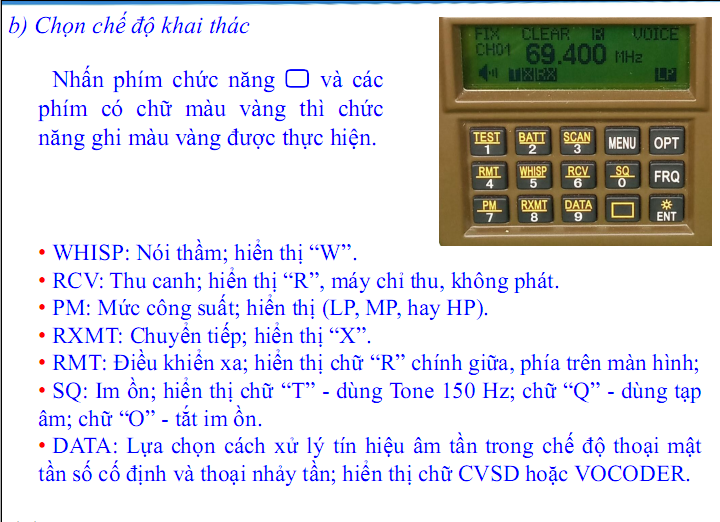 b) Chọn chế độ khai thác
Nhấn phím chức năng và các
phím có chữ màu vàng thì chức
năng ghi màu vàng được thực hiện.
FIX CLEAR R VOICE
CH01 69.400 MHz
TX RX LP
TEST BATT SCAN MENU OPT
1 2 3
RMT WHISP RCV SQ FRQ
4 5 6 0
PM RXMT DATA ENT
7 8 9
• WHISP: Nói thầm; hiển thị “W”.
• RCV: Thu canh; hiển thị “R”, máy chỉ thu, không phát.
• PM: Mức công suất; hiển thị (LP, MP, hay HP).
• RXMT: Chuyển tiếp; hiển thị “X”.
• RMT: Điều khiển xa; hiển thị chữ “R” chính giữa, phía trên màn hình;
• SQ: Im ồn; hiển thị chữ “T” - dùng Tone 150 Hz; chữ “Q” - dùng tạp
âm; chữ “O” - tắt im ồn.
• DATA: Lựa chọn cách xử lý tín hiệu âm tần trong chế độ thoại mật
tần số cố định và thoại nhảy tần; hiển thị chữ CVSD hoặc VOCODER.